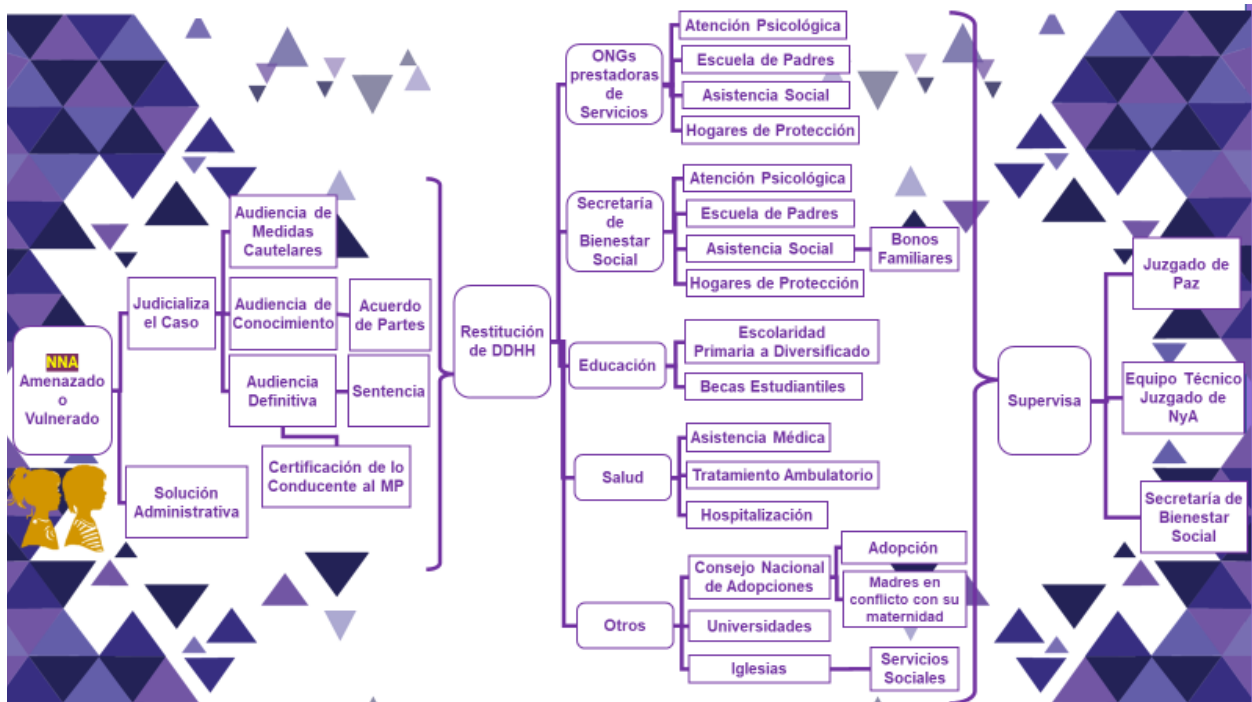 NNA
Amenazado
o
Vulnerado
Judicializa
el Caso
Solución
Administrativa
Audiencia de
Medidas
Cautelares
Audiencia de
Conocimiento
Acuerdo
de Partes
Audiencia
Definitiva
Sentencia
Certificación de lo
Conducente al MP
Restitución
de DDHH
ONGs
prestadoras
de
Servicios
Atención Psicológica
Escuela de Padres
Asistencia Social
Hogares de Protección
Secretaría
de
Bienestar
Social
Atención Psicológica
Escuela de Padres
Asistencia Social
Bonos
Familiares
Hogares de Protección
Educación
Escolaridad
Primaria a Diversificado
Becas Estudiantiles
Salud
Asistencia Médica
Tratamiento Ambulatorio
Hospitalización
Otros
Consejo Nacional
de Adopciones
Adopción
Madres en
conflicto con su
maternidad
Universidades
Iglesias
Servicios
Sociales
Supervisa
Juzgado de
Paz
Equipo Técnico
Juzgado de
NyA
Secretaría de
Bienestar
Social